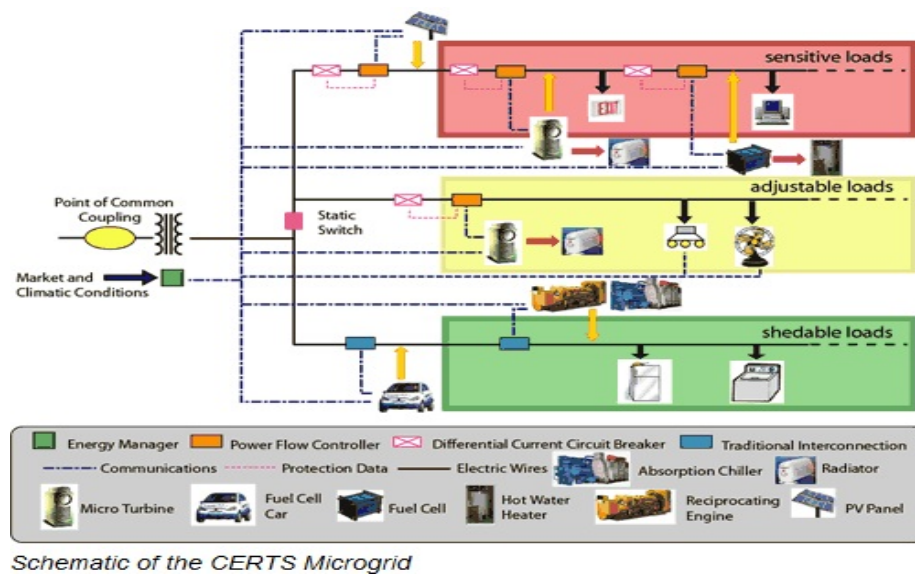 sensitive loads
EXIT
adjustable loads
Point of Common
Coupling
Static
Switch
Market and
Climatic Conditions
shedable loads
Energy Manager
Power Flow Controller
Differential Current Circuit Breaker
Traditional Interconnection
Communications
Protection Data
Electric Wires
Absorption Chiller
Radiator
Micro Turbine
Fuel Cell
Car
Fuel Cell
Hot Water
Heater
Reciprocating
Engine
PV Panel
Schematic of the CERTS Microgrid